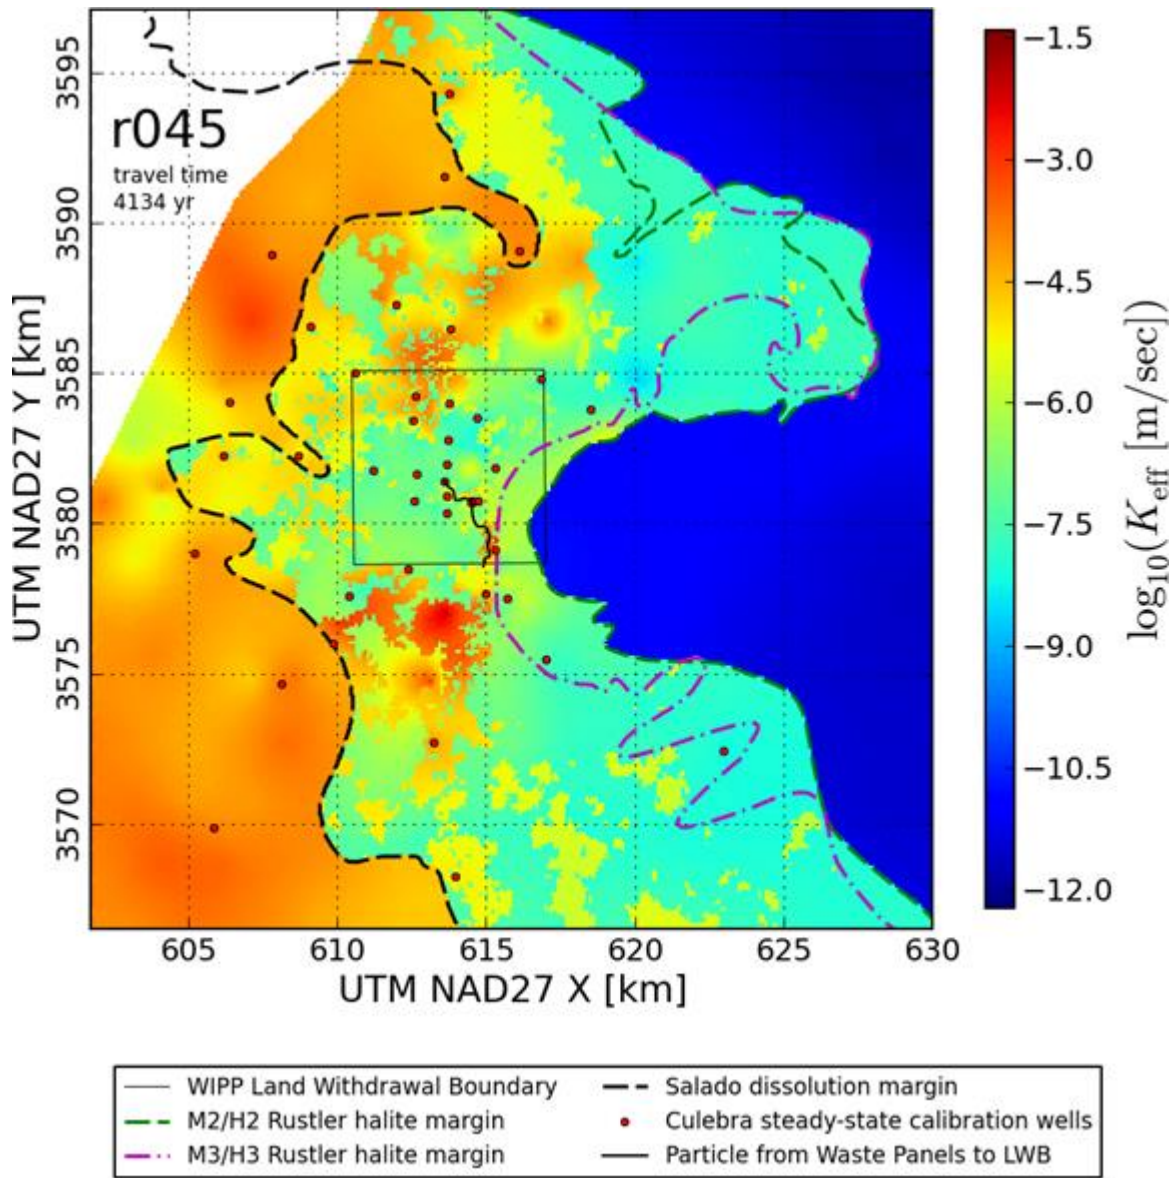 r045
travel time
4134 yr
UTM NAD27 Y [km]
3595
3590
3585
3580
3575
3570
605 610 615 620 625 630
UTM NAD27 X [km]
−1.5
−3.0
−4.5
−6.0
−7.5
−9.0
−10.5
−12.0
log₁₀(K_eff [m/sec])
WIPP Land Withdrawal Boundary
M2/H2 Rustler halite margin
M3/H3 Rustler halite margin
Salado dissolution margin
Culebra steady-state calibration wells
Particle from Waste Panels to LWB